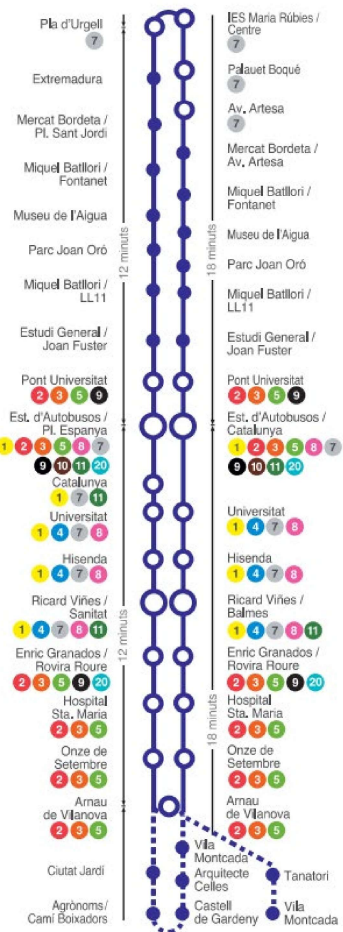 Pla d'Urgell
7
Extremadura
Mercat Bordeta /
Pl. Sant Jordi
Miquel Batllori /
Fontanet
Museu de l'Aigua
Parc Joan Oró
Miquel Batllori /
LL11
Estudi General /
Joan Fuster
Pont Universitat
2 3 5 9
Est. d'Autobusos /
Pl. Espanya
1 2 3 5 8 7
9 10 11 20
Catalunya
1 7 11
Universitat
1 4 7 8
Hisenda
1 4 7 8
Ricard Viñes /
Sanitat
1 4 7 8 11
Enric Granados /
Rovira Roure
2 3 5 9 20
Hospital
Sta. Maria
2 3 5
Onze de
Setembre
2 3 5
Arnau
de Vilanova
2 3 5
Ciutat Jardí
Agrònoms /
Camí Boixadors
12 minuts
12 minuts
18 minuts
18 minuts
IES Maria Rúbies /
Centre
7
Palauet Boqué
7
Av. Artesa
7
Mercat Bordeta /
Av. Artesa
Miquel Batllori /
Fontanet
Museu de l'Aigua
Parc Joan Oró
Miquel Batllori /
LL11
Estudi General /
Joan Fuster
Pont Universitat
2 3 5 9
Est. d'Autobusos /
Catalunya
1 2 3 5 8 7
9 10 11 20
Universitat
1 4 7 8
Hisenda
1 4 7 8
Ricard Viñes /
Balmes
1 4 7 8 11
Enric Granados /
Rovira Roure
2 3 5 9 20
Hospital
Sta. Maria
2 3 5
Onze de
Setembre
2 3 5
Arnau
de Vilanova
2 3 5
Vila
Montcada
Arquitecte
Celles
Castell
de Gardeny
Tanatori
Vila
Montcada